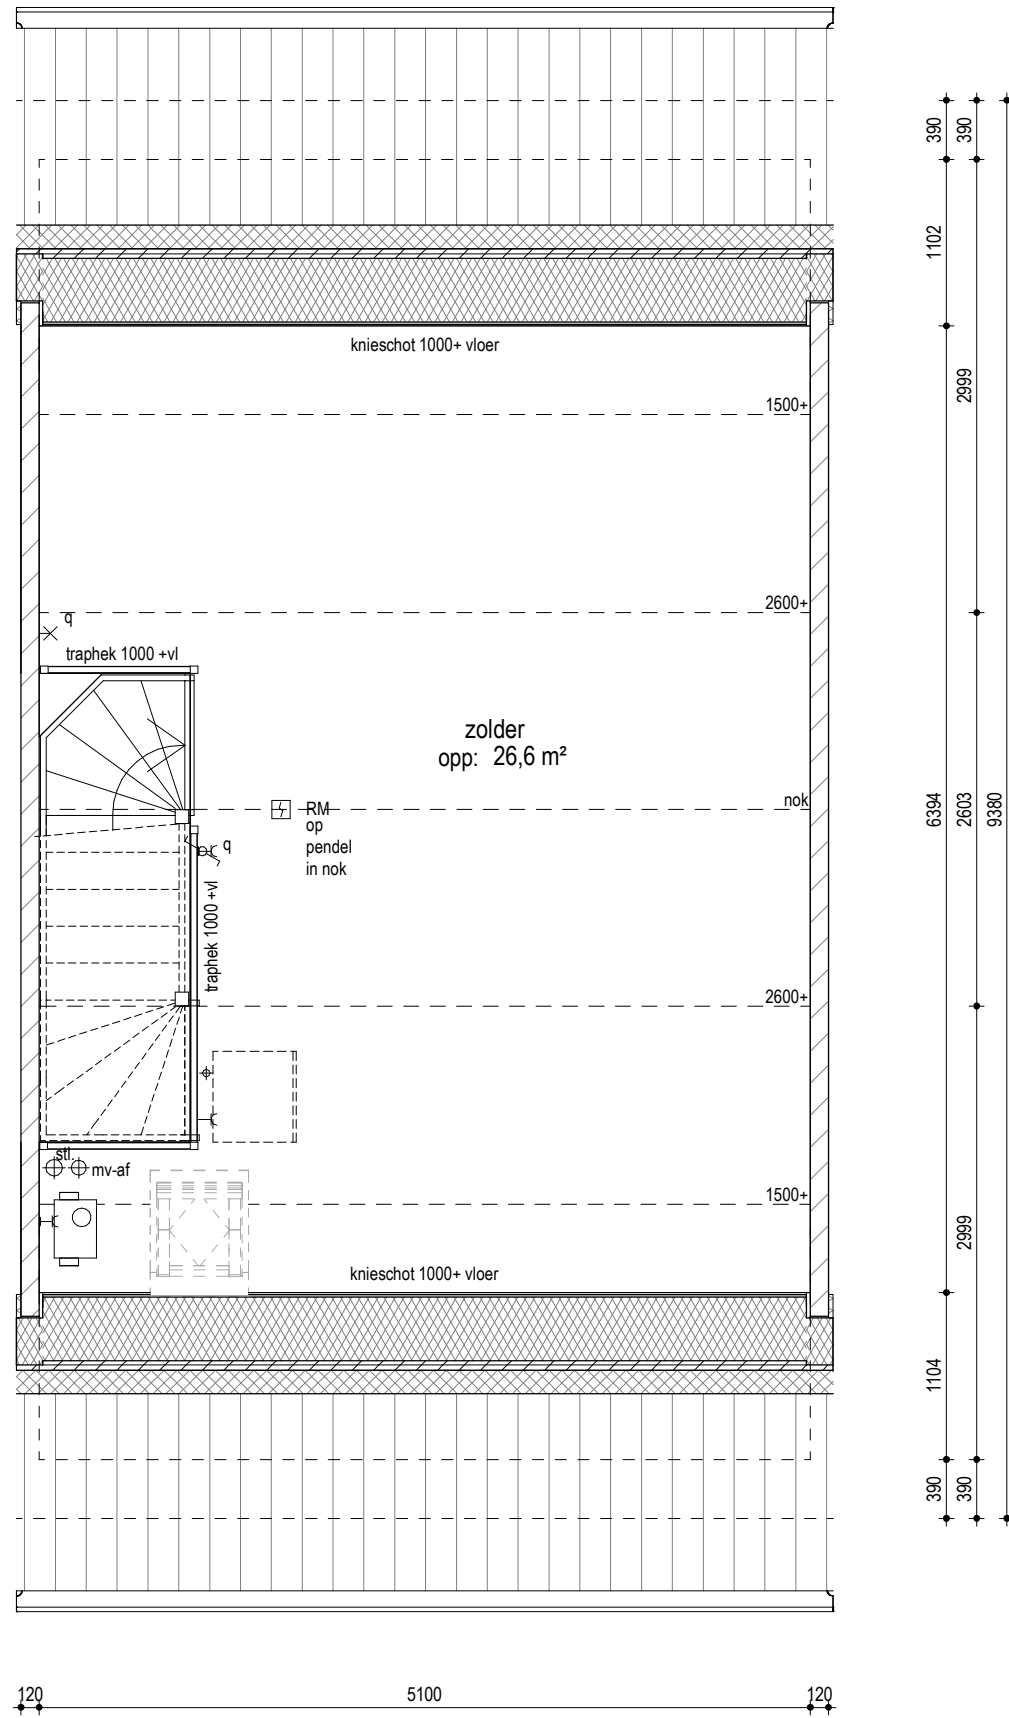 390
390
1102
knieschot 1000+ vloer
2999
1500+
2600+
q
traphek 1000 +vl
zolder
opp: 26,6 m²
nok
RM
op
pendel
in nok
6394
2603
9380
q
traphek 1000 +vl
2600+
stl.
mv-af
1500+
2999
knieschot 1000+ vloer
1104
390
390
120
5100
120